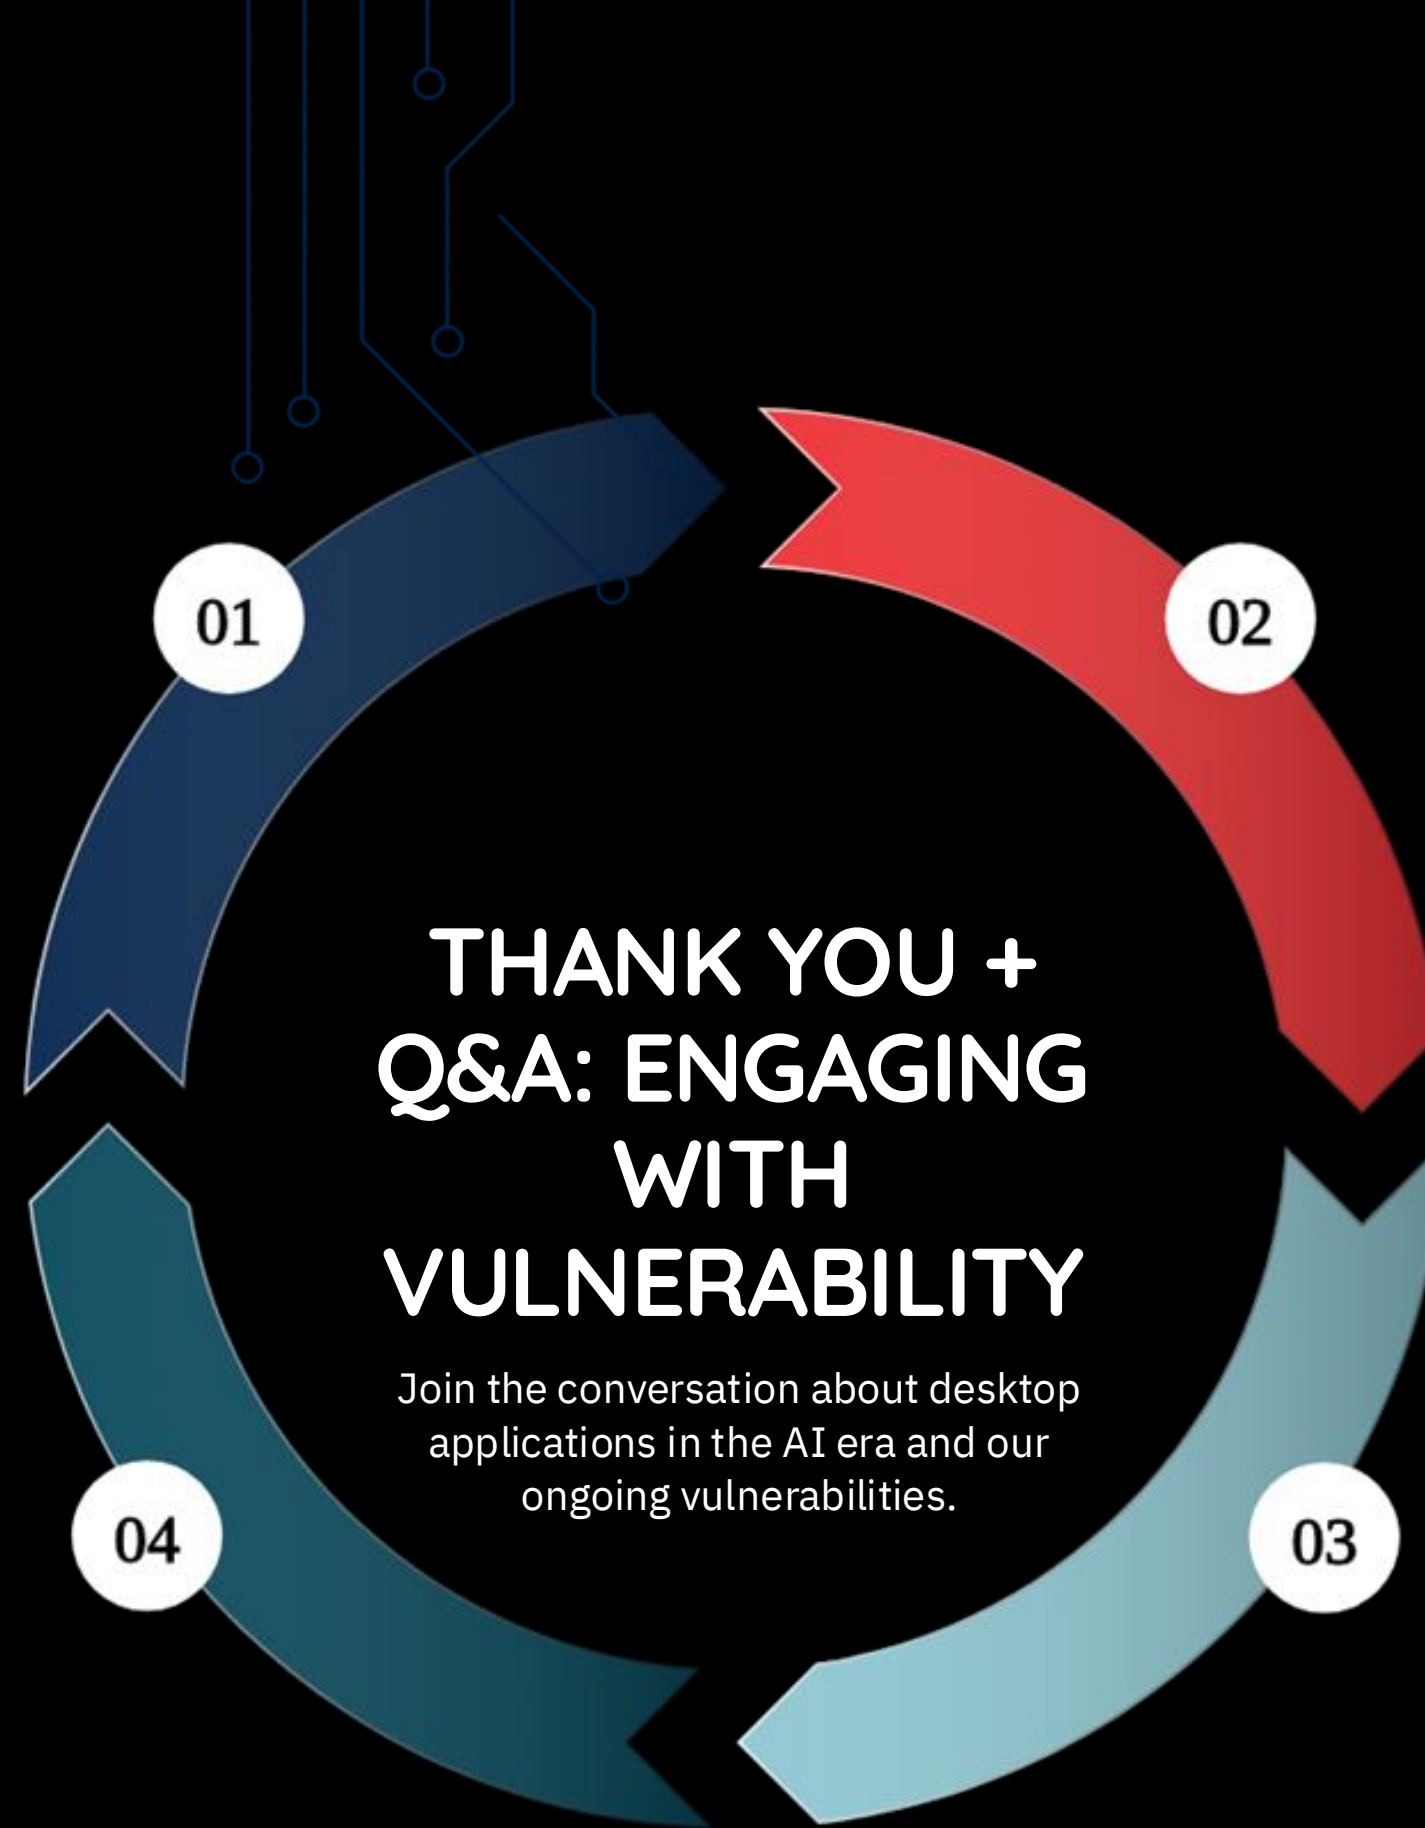 01
02
THANK YOU +
Q&A: ENGAGING
WITH
VULNERABILITY
Join the conversation about desktop
applications in the AI era and our
ongoing vulnerabilities.
04
03